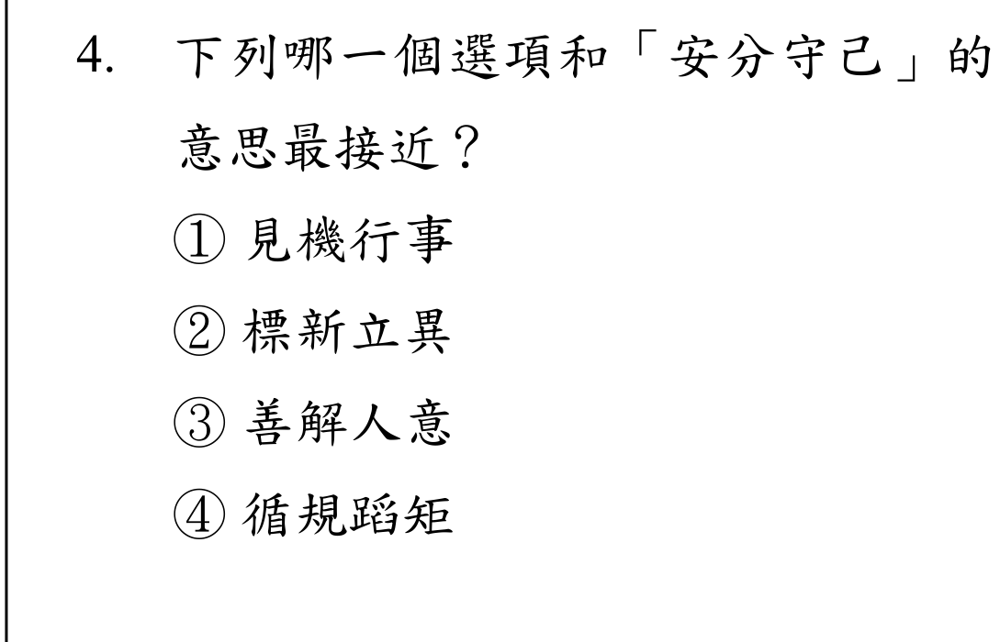 4. 下列哪一個選項和「安分守己」的
意思最接近？
① 見機行事
② 標新立異
③ 善解人意
④ 循規蹈矩